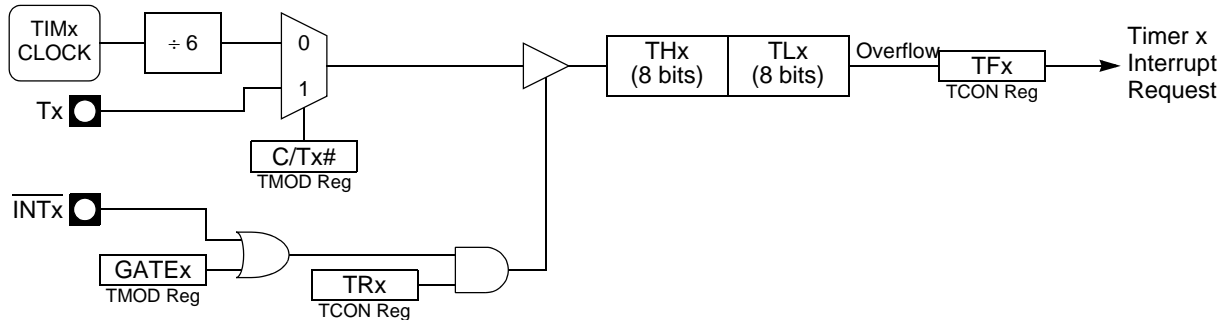 TIMx
CLOCK
÷ 6
0
1
Tx
C/Tx#
TMOD Reg
THx
(8 bits)
TLx
(8 bits)
Overflow
TFx
TCON Reg
Timer x
Interrupt
Request
INTx
GATEx
TMOD Reg
TRx
TCON Reg